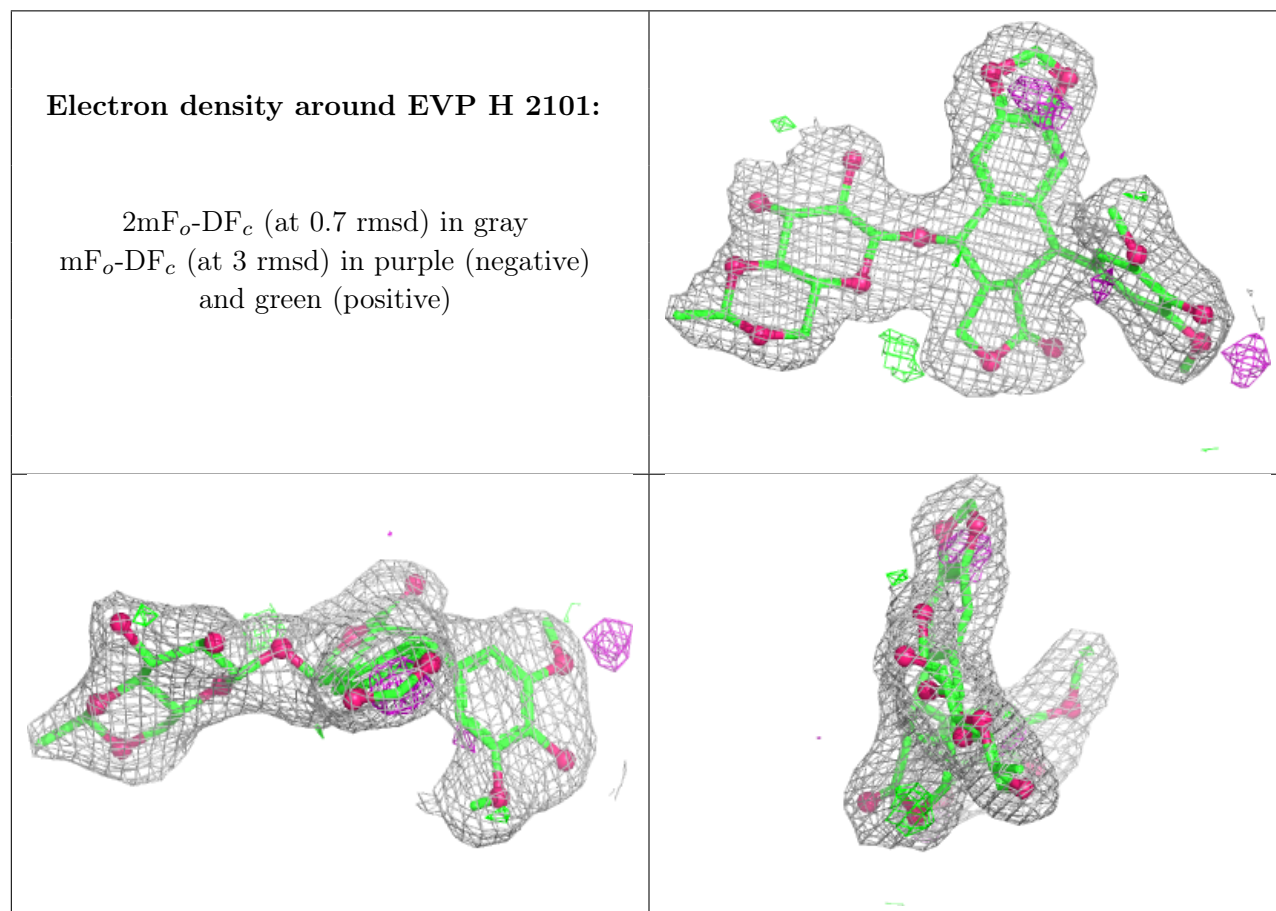 Electron density around EVP H 2101:
2mFₒ-DF𝒸 (at 0.7 rmsd) in gray
mFₒ-DF𝒸 (at 3 rmsd) in purple (negative)
and green (positive)